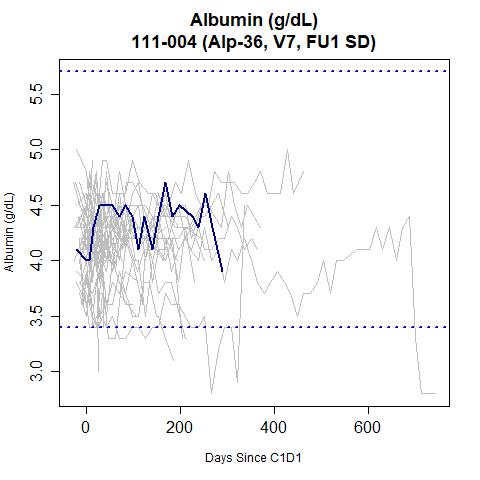 Albumin (g/dL)
111-004 (Alp-36, V7, FU1 SD)
Albumin (g/dL)
5.5
5.0
4.5
4.0
3.5
3.0
0 200 400 600
Days Since C1D1